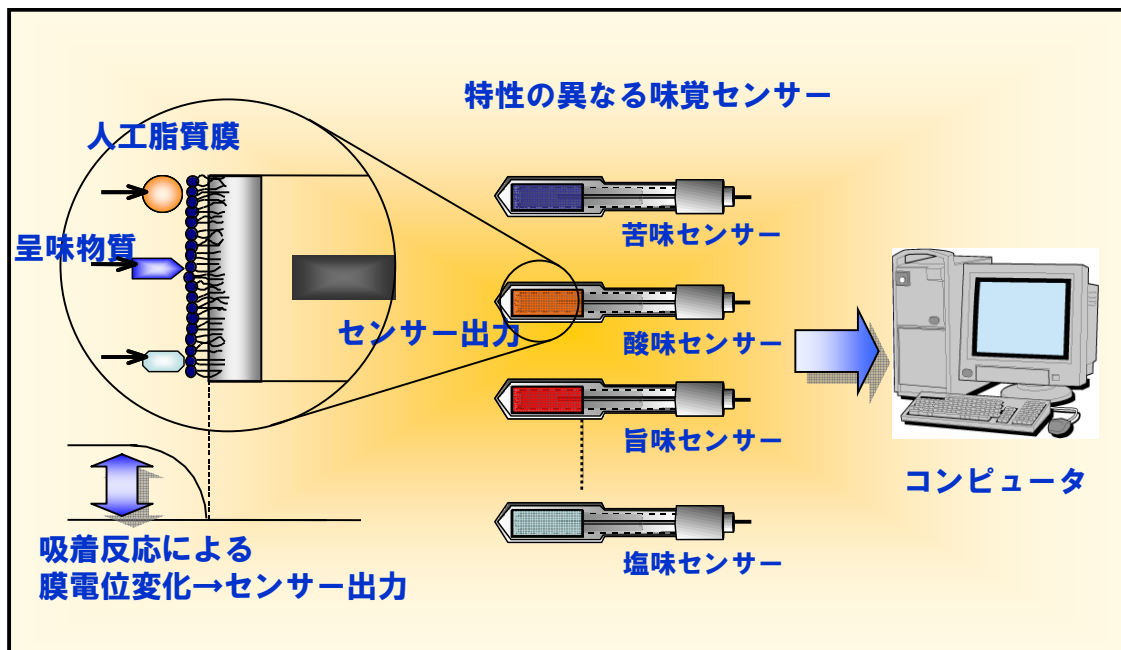 特性の異なる味覚センサー
人工脂質膜
呈味物質
センサー出力
苦味センサー
酸味センサー
旨味センサー
塩味センサー
コンピュータ
吸着反応による
膜電位変化→センサー出力